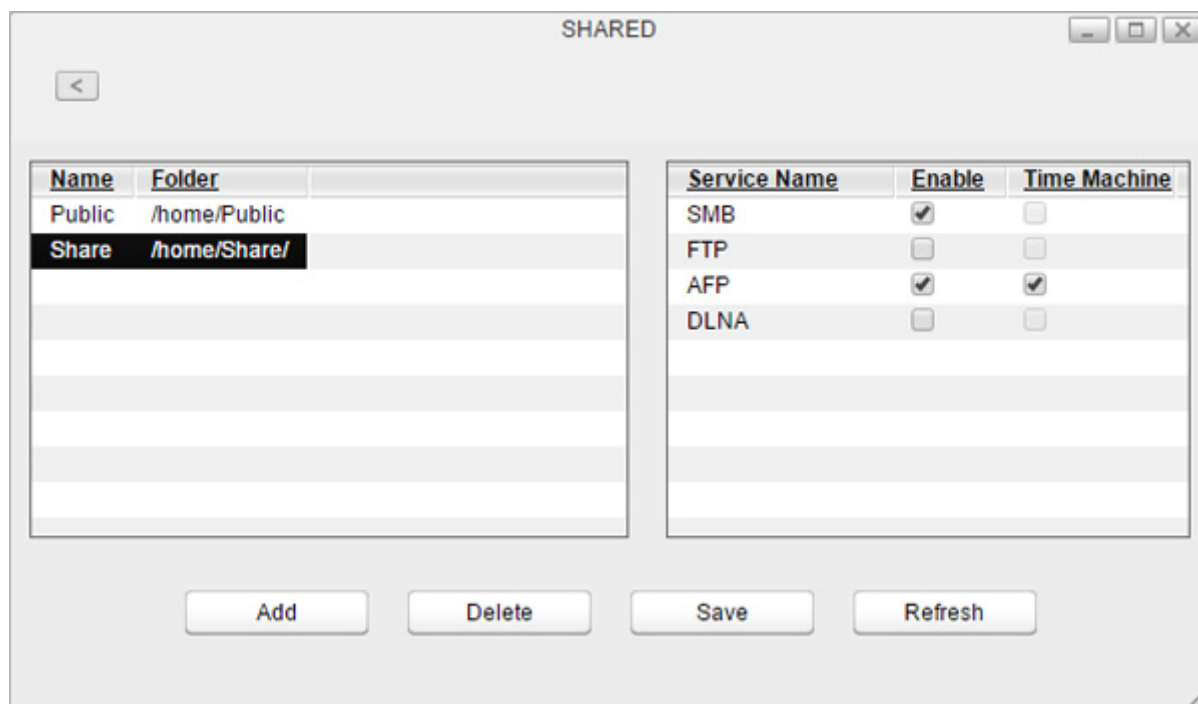 SHARED
<
Name Folder
Public /home/Public
Share /home/Share/
Service Name Enable Time Machine
SMB
FTP
AFP
DLNA
Add Delete Save Refresh